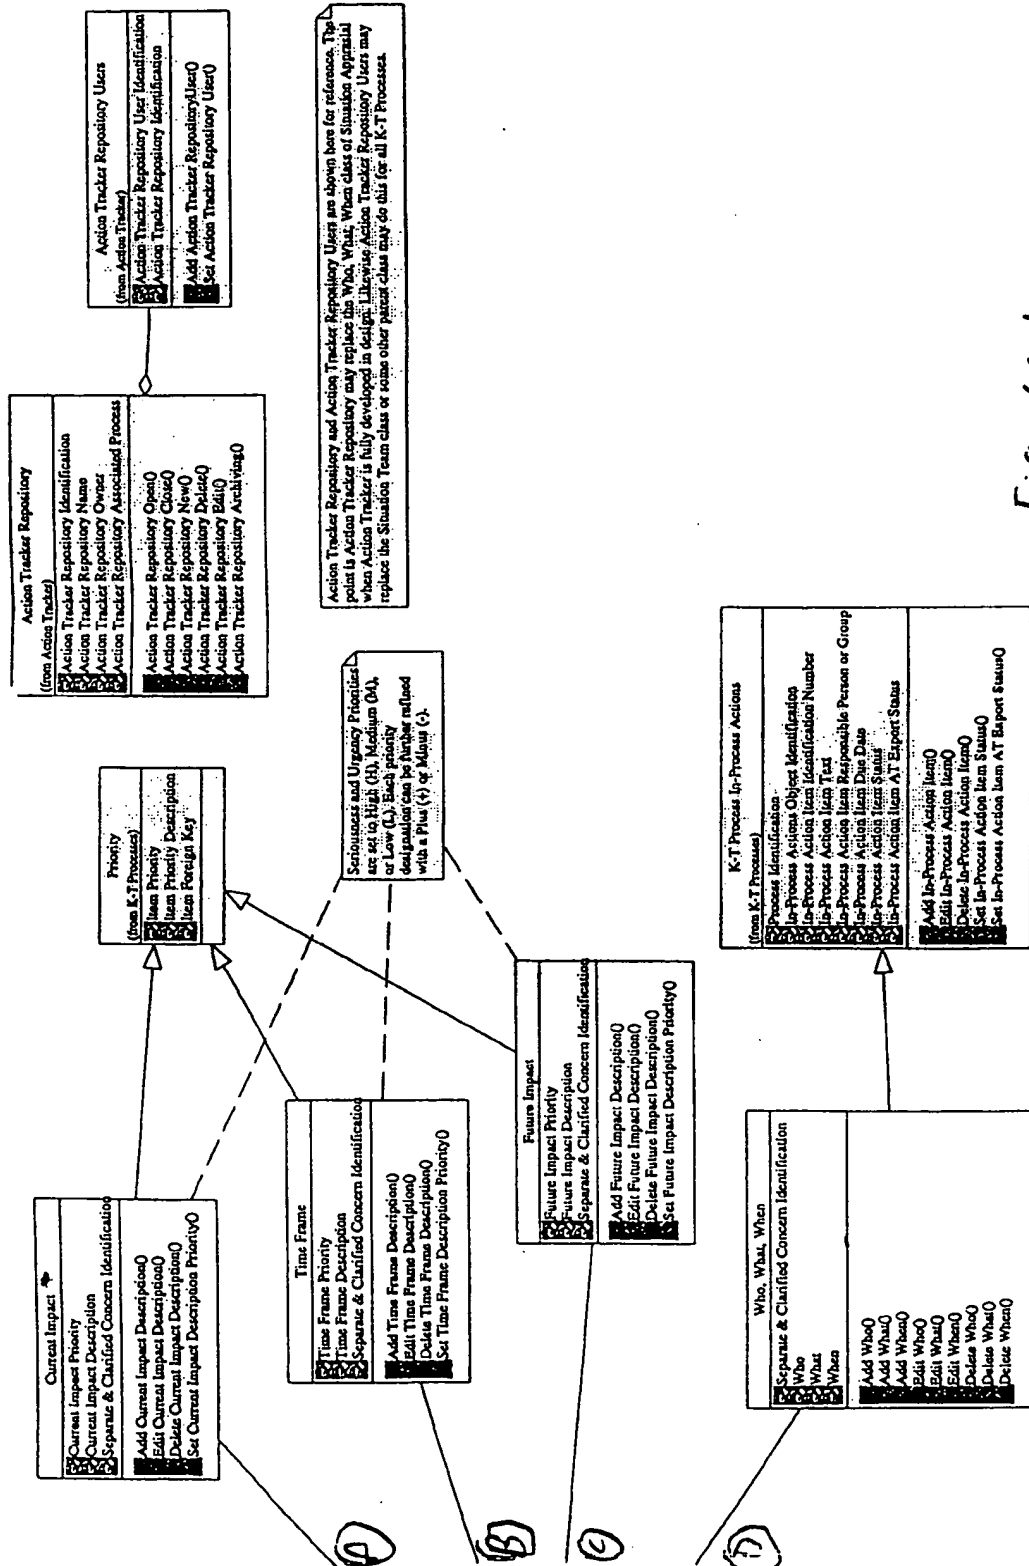 Current Impact
Current Impact Priority
Current Impact Description
Separate & Clarified Concern Identification
Add Current Impact Description()
Edit Current Impact Description()
Delete Current Impact Description()
Set Current Impact Description Priority()
Time Frame
Time Frame Priority
Time Frame Description
Separate & Clarified Concern Identification
Add Time Frame Description()
Edit Time Frame Description()
Delete Time Frame Description()
Set Time Frame Description Priority()
Future Impact
Future Impact Priority
Future Impact Description
Separate & Clarified Concern Identification
Add Future Impact Description()
Edit Future Impact Description()
Delete Future Impact Description()
Set Future Impact Description Priority()
Who, What, When
Separate & Clarified Concern Identification
Who
What
When
Add Who()
Add What()
Add When()
Edit Who()
Edit What()
Edit When()
Delete Who()
Delete What()
Delete When()
Priority
(from K-T Processes)
Item Priority
Item Priority Description
Item Foreign Key
Seriousness and Urgency Priorities
are set to High (H), Medium (M),
or Low (L). Each priority
designation can be further refined
with a Plus (+) or Minus (-).
K-T Process In-Process Actions
(from K-T Processes)
Process Identification
In-Process Actions Object Identification
In-Process Action Item Identification Number
In-Process Action Item Text
In-Process Action Item Responsible Person or Group
In-Process Action Item Due Date
In-Process Action Item Status
In-Process Action Item AT Export Status
Add In-Process Action Item()
Edit In-Process Action Item()
Delete In-Process Action Item()
Set In-Process Action Item Status()
Set In-Process Action Item AT Export Status()
Action Tracker Repository
(from Action Tracker)
Action Tracker Repository Identification
Action Tracker Repository Name
Action Tracker Repository Owner
Action Tracker Repository Associated Process
Action Tracker Repository Open()
Action Tracker Repository Close()
Action Tracker Repository New()
Action Tracker Repository Delete()
Action Tracker Repository Edit()
Action Tracker Repository Archiving()
Action Tracker Repository Users
(from Action Tracker)
Action Tracker Repository User Identification
Action Tracker Repository Identification
Add Action Tracker RepositoryUser()
Set Action Tracker Repository User()
Action Tracker Repository and Action Tracker Repository Users are shown here for reference. The
point is Action Tracker Repository may replace the Who, What, When class of Situation Appraisal
when Action Tracker is fully developed in design. Likewise Action Tracker Repository Users may
replace the Situation Team class or some other parent class may do this for all K-T Processes.
A
B
C
D